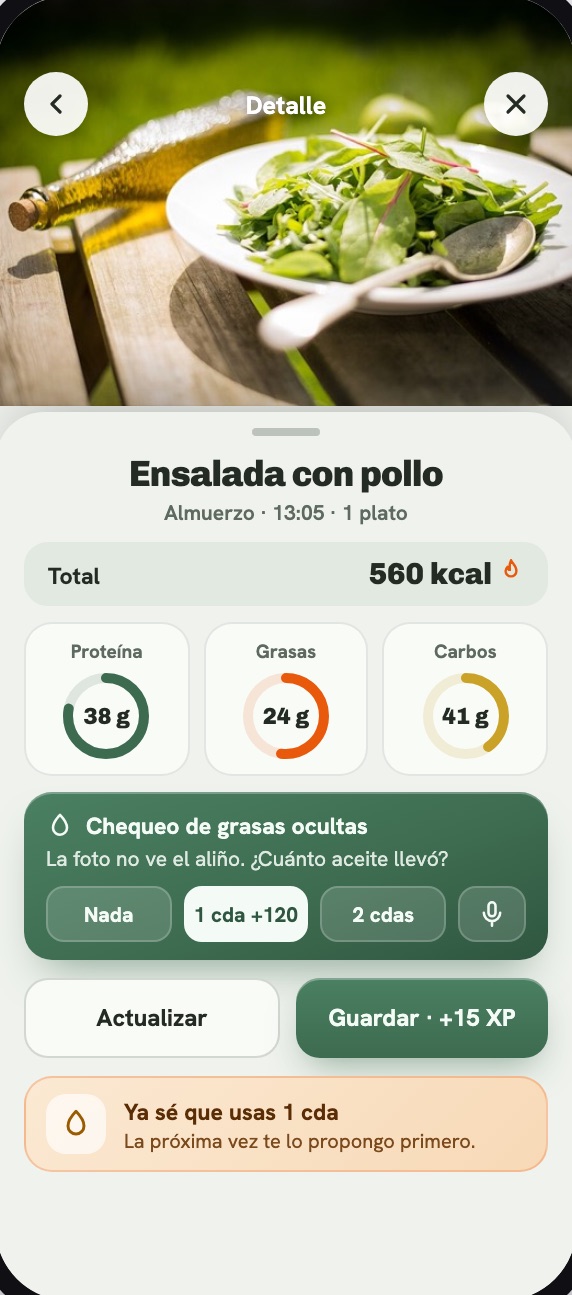 Detalle
Ensalada con pollo
Almuerzo · 13:05 · 1 plato
Total
560 kcal
Proteína
Grasas
Carbos
38 g
24 g
41 g
Chequeo de grasas ocultas
La foto no ve el aliño. ¿Cuánto aceite llevó?
Nada
1 cda +120
2 cdas
Actualizar
Guardar · +15 XP
Ya sé que usas 1 cda
La próxima vez te lo propongo primero.